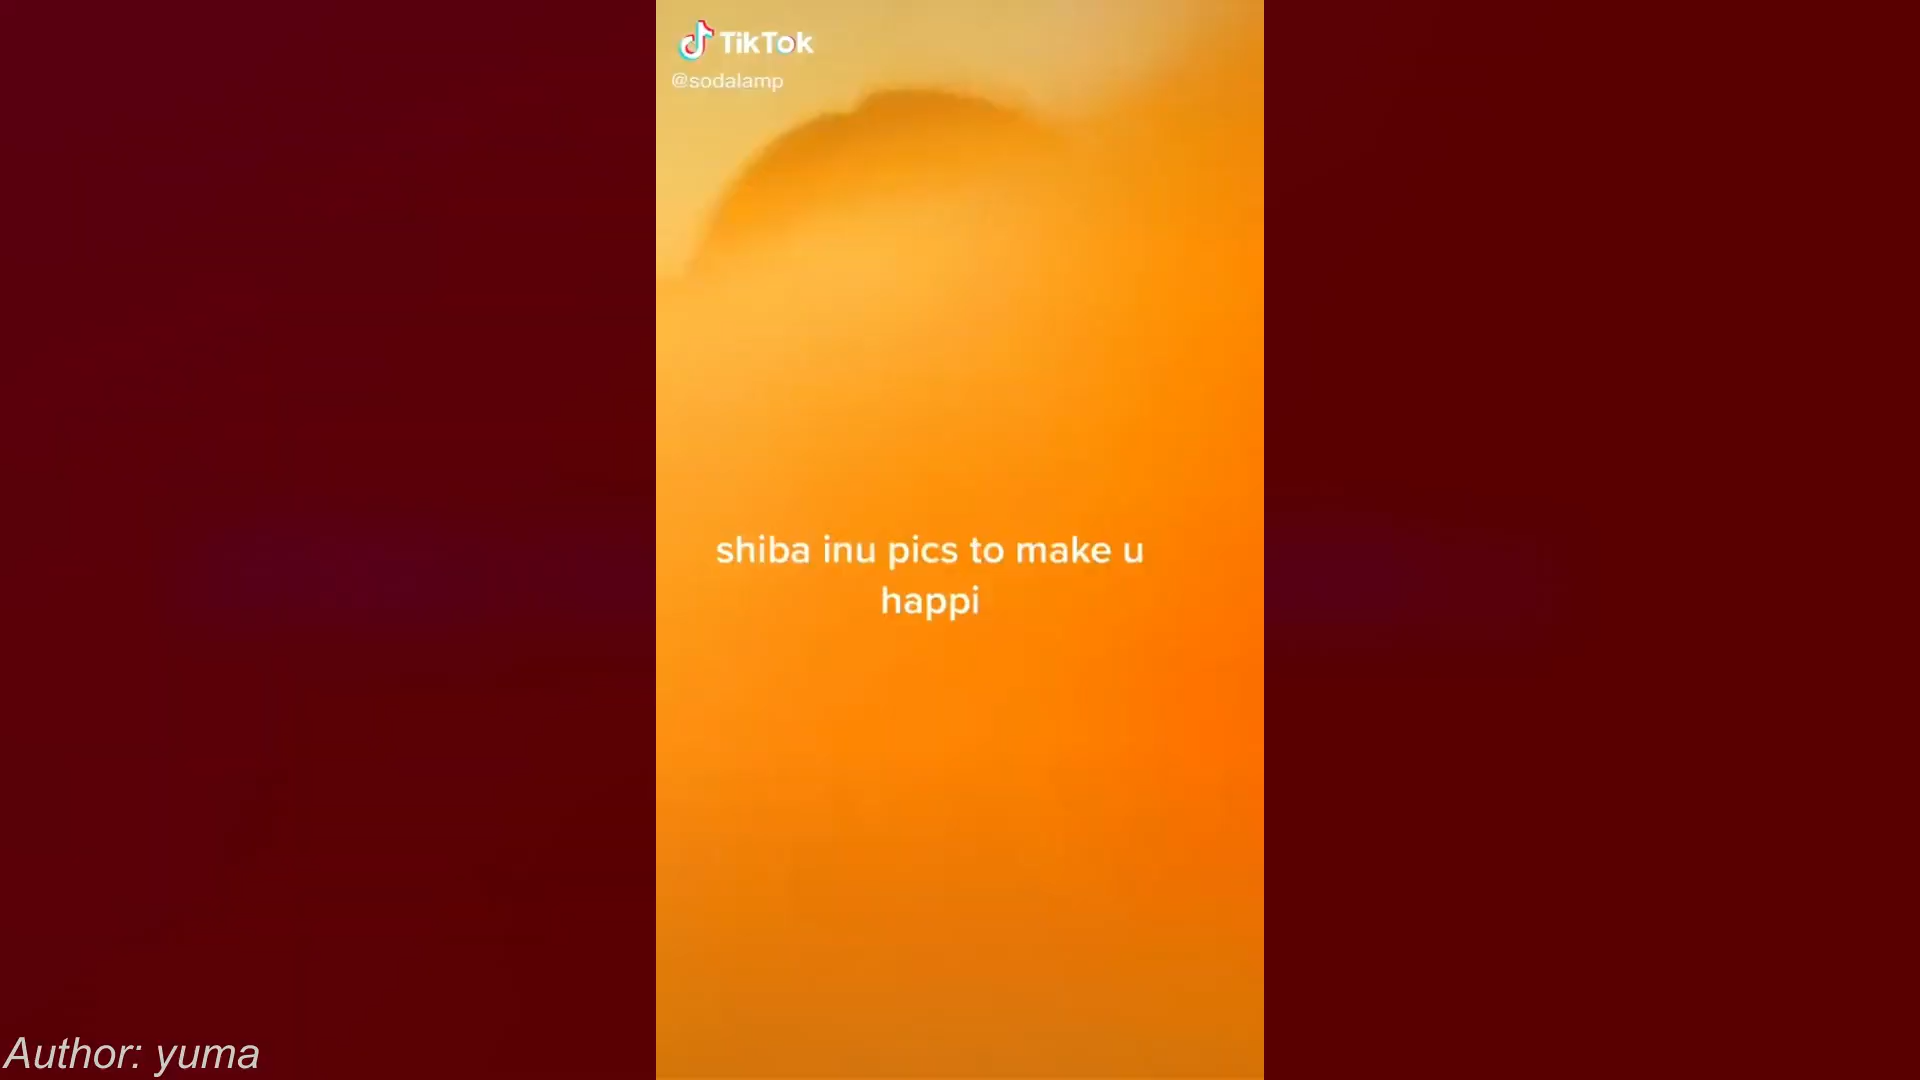 TikTok
@sodalamp
shiba inu pics to make u
happi
Author: yuma